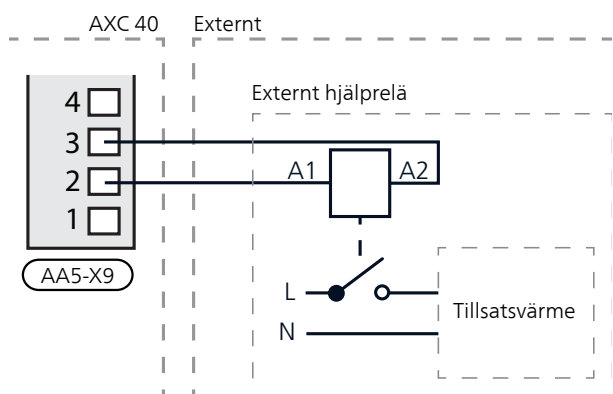 AXC 40
Externt
Externt hjälprelä
4
3
2
1
A1
A2
AA5-X9
L
N
Tillsatsvärme